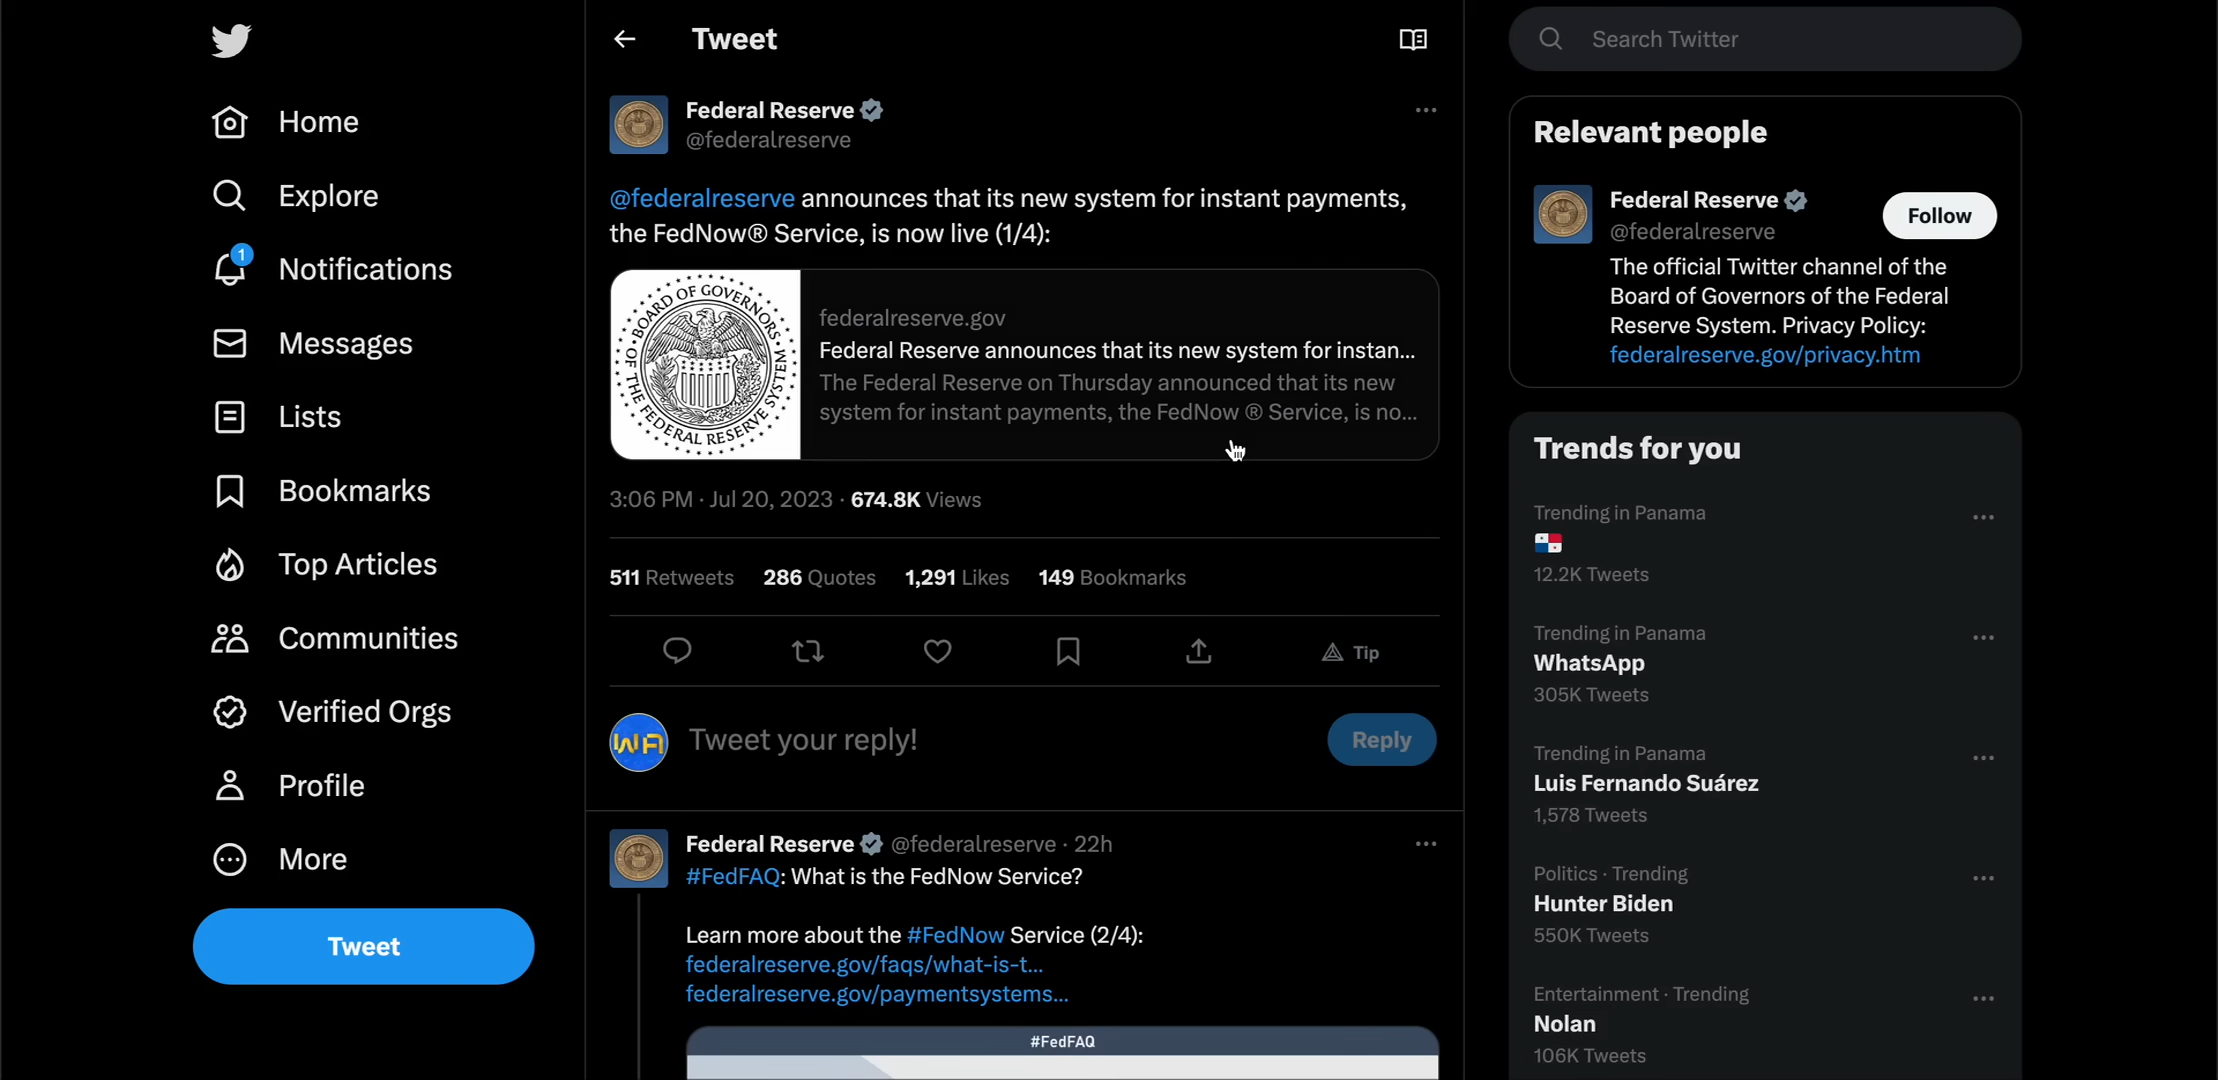 Home
Explore
1
Notifications
Messages
Lists
Bookmarks
Top Articles
Communities
Verified Orgs
Profile
More
Tweet
Tweet
Federal Reserve
@federalreserve
@federalreserve announces that its new system for instant payments,
the FedNow® Service, is now live (1/4):
BOARD OF GOVERNORS
OF THE FEDERAL RESERVE SYSTEM
federalreserve.gov
Federal Reserve announces that its new system for instan...
The Federal Reserve on Thursday announced that its new
system for instant payments, the FedNow ® Service, is no...
3:06 PM · Jul 20, 2023 · 674.8K Views
511 Retweets 286 Quotes 1,291 Likes 149 Bookmarks
Tip
WA
Tweet your reply!
Reply
Federal Reserve @federalreserve · 22h
#FedFAQ: What is the FedNow Service?
Learn more about the #FedNow Service (2/4):
federalreserve.gov/faqs/what-is-t...
federalreserve.gov/paymentsystems...
#FedFAQ
Search Twitter
Relevant people
Federal Reserve
@federalreserve
Follow
The official Twitter channel of the
Board of Governors of the Federal
Reserve System. Privacy Policy:
federalreserve.gov/privacy.htm
Trends for you
Trending in Panama
🇵🇦
12.2K Tweets
Trending in Panama
WhatsApp
305K Tweets
Trending in Panama
Luis Fernando Suárez
1,578 Tweets
Politics · Trending
Hunter Biden
550K Tweets
Entertainment · Trending
Nolan
106K Tweets